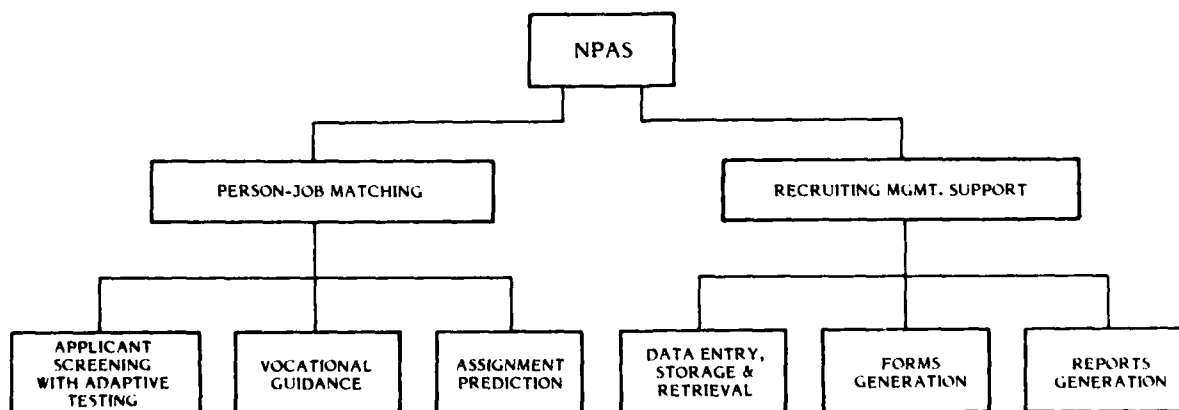 NPAS
PERSON-JOB MATCHING
RECRUITING MGMT. SUPPORT
APPLICANT
SCREENING
WITH ADAPTIVE
TESTING
VOCATIONAL
GUIDANCE
ASSIGNMENT
PREDICTION
DATA ENTRY,
STORAGE &
RETRIEVAL
FORMS
GENERATION
REPORTS
GENERATION